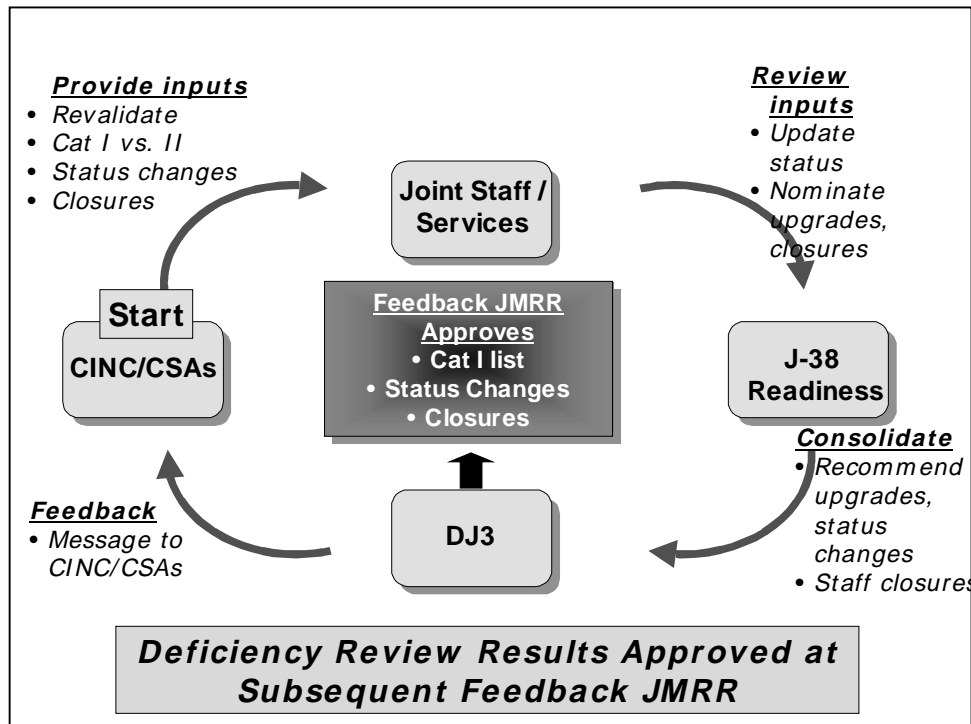 Provide inputs
• Revalidate
• Cat I vs. II
• Status changes
• Closures
Review
inputs
• Update
status
• Nominate
upgrades,
closures
Joint Staff /
Services
Start
CINC/CSAs
Feedback JMRR
Approves
• Cat I list
• Status Changes
• Closures
J-38
Readiness
Consolidate
• Recommend
upgrades,
status
changes
• Staff closures
DJ3
Feedback
• Message to
CINC/CSAs
Deficiency Review Results Approved at
Subsequent Feedback JMRR